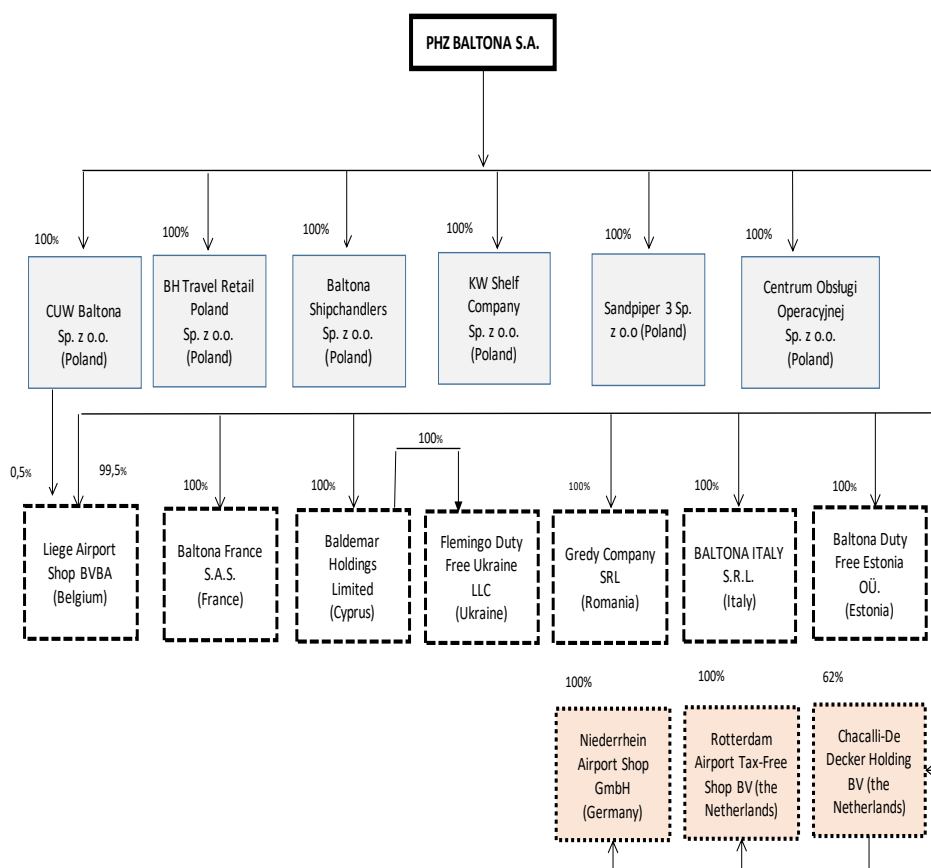 PHZ BALTONA S.A.
100%
100%
100%
100%
100%
100%
CUW Baltona
Sp. z o.o.
(Poland)
BH Travel Retail
Poland
Sp. z o.o.
(Poland)
Baltona
Shipchandlers
Sp. z o.o.
(Poland)
KW Shelf
Company
Sp. z o.o.
(Poland)
Sandpiper 3 Sp.
z o.o (Poland)
Centrum Obsługi
Operacyjnej
Sp. z o.o.
(Poland)
0,5%
99,5%
100%
100%
100%
100%
100%
100%
Liege Airport
Shop BVBA
(Belgium)
Baltona France
S.A.S.
(France)
Baldemar
Holdings
Limited
(Cyprus)
Flemingo Duty
Free Ukraine
LLC
(Ukraine)
Gredy Company
SRL
(Romania)
BALTONA ITALY
S.R.L.
(Italy)
Baltona Duty
Free Estonia
OÜ.
(Estonia)
100%
100%
62%
Niederrhein
Airport Shop
GmbH
(Germany)
Rotterdam
Airport Tax-Free
Shop BV (the
Netherlands)
Chacalli-De
Decker Holding
BV (the
Netherlands)